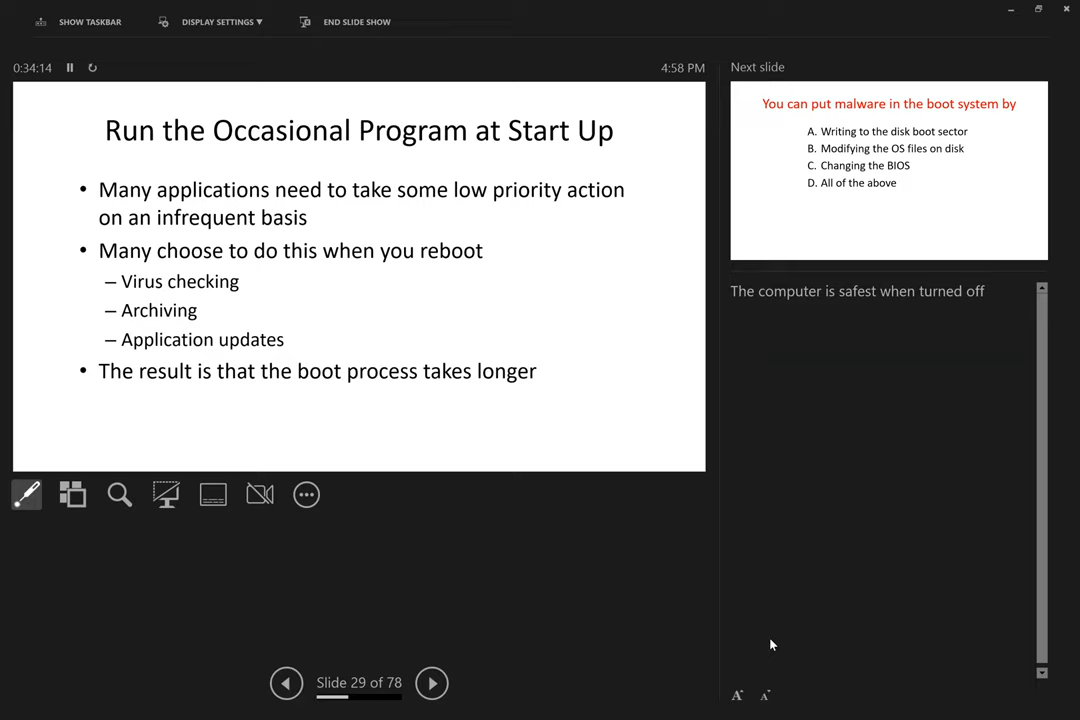 SHOW TASKBAR
DISPLAY SETTINGS ▼
END SLIDE SHOW
0:34:14
4:58 PM
Run the Occasional Program at Start Up
• Many applications need to take some low priority action
on an infrequent basis
• Many choose to do this when you reboot
– Virus checking
– Archiving
– Application updates
• The result is that the boot process takes longer
Next slide
You can put malware in the boot system by
A. Writing to the disk boot sector
B. Modifying the OS files on disk
C. Changing the BIOS
D. All of the above
The computer is safest when turned off
Slide 29 of 78
A
A